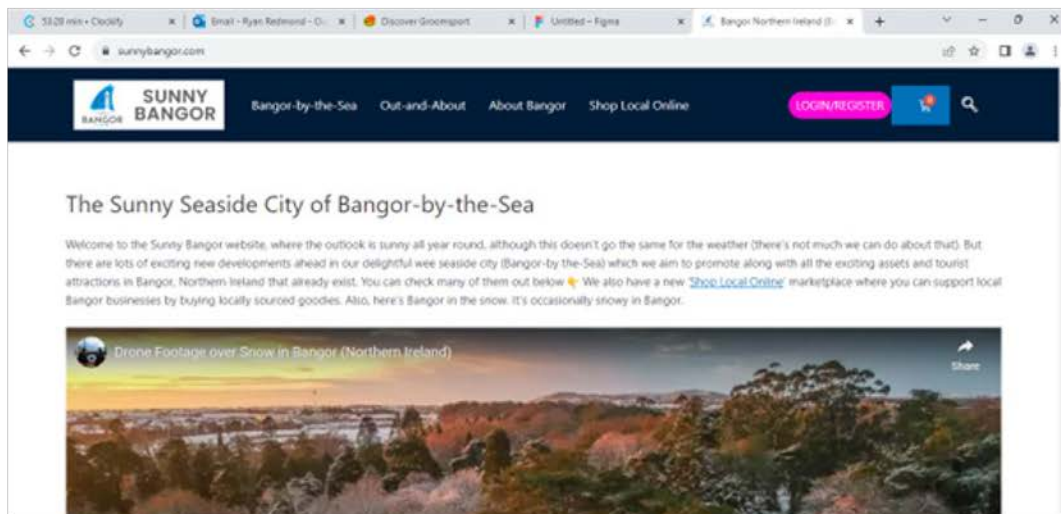 53:28 min • Clockify
Email - Ryan Redmond - O
Discover Groomsport
Untitled – Figma
Bangor Northern Ireland (
sunnybangor.com
BANGOR
SUNNY
BANGOR
Bangor-by-the-Sea
Out-and-About
About Bangor
Shop Local Online
LOGIN/REGISTER
The Sunny Seaside City of Bangor-by-the-Sea
Welcome to the Sunny Bangor website, where the outlook is sunny all year round, although this doesn't go the same for the weather (there's not much we can do about that). But
there are lots of exciting new developments ahead in our delightful wee seaside city (Bangor-by the-Sea) which we aim to promote along with all the exciting assets and tourist
attractions in Bangor, Northern Ireland that already exist. You can check many of them out below 👇 We also have a new 'Shop Local Online' marketplace where you can support local
Bangor businesses by buying locally sourced goodies. Also, here's Bangor in the snow. It's occasionally snowy in Bangor.
Drone Footage over Snow in Bangor (Northern Ireland)
Share